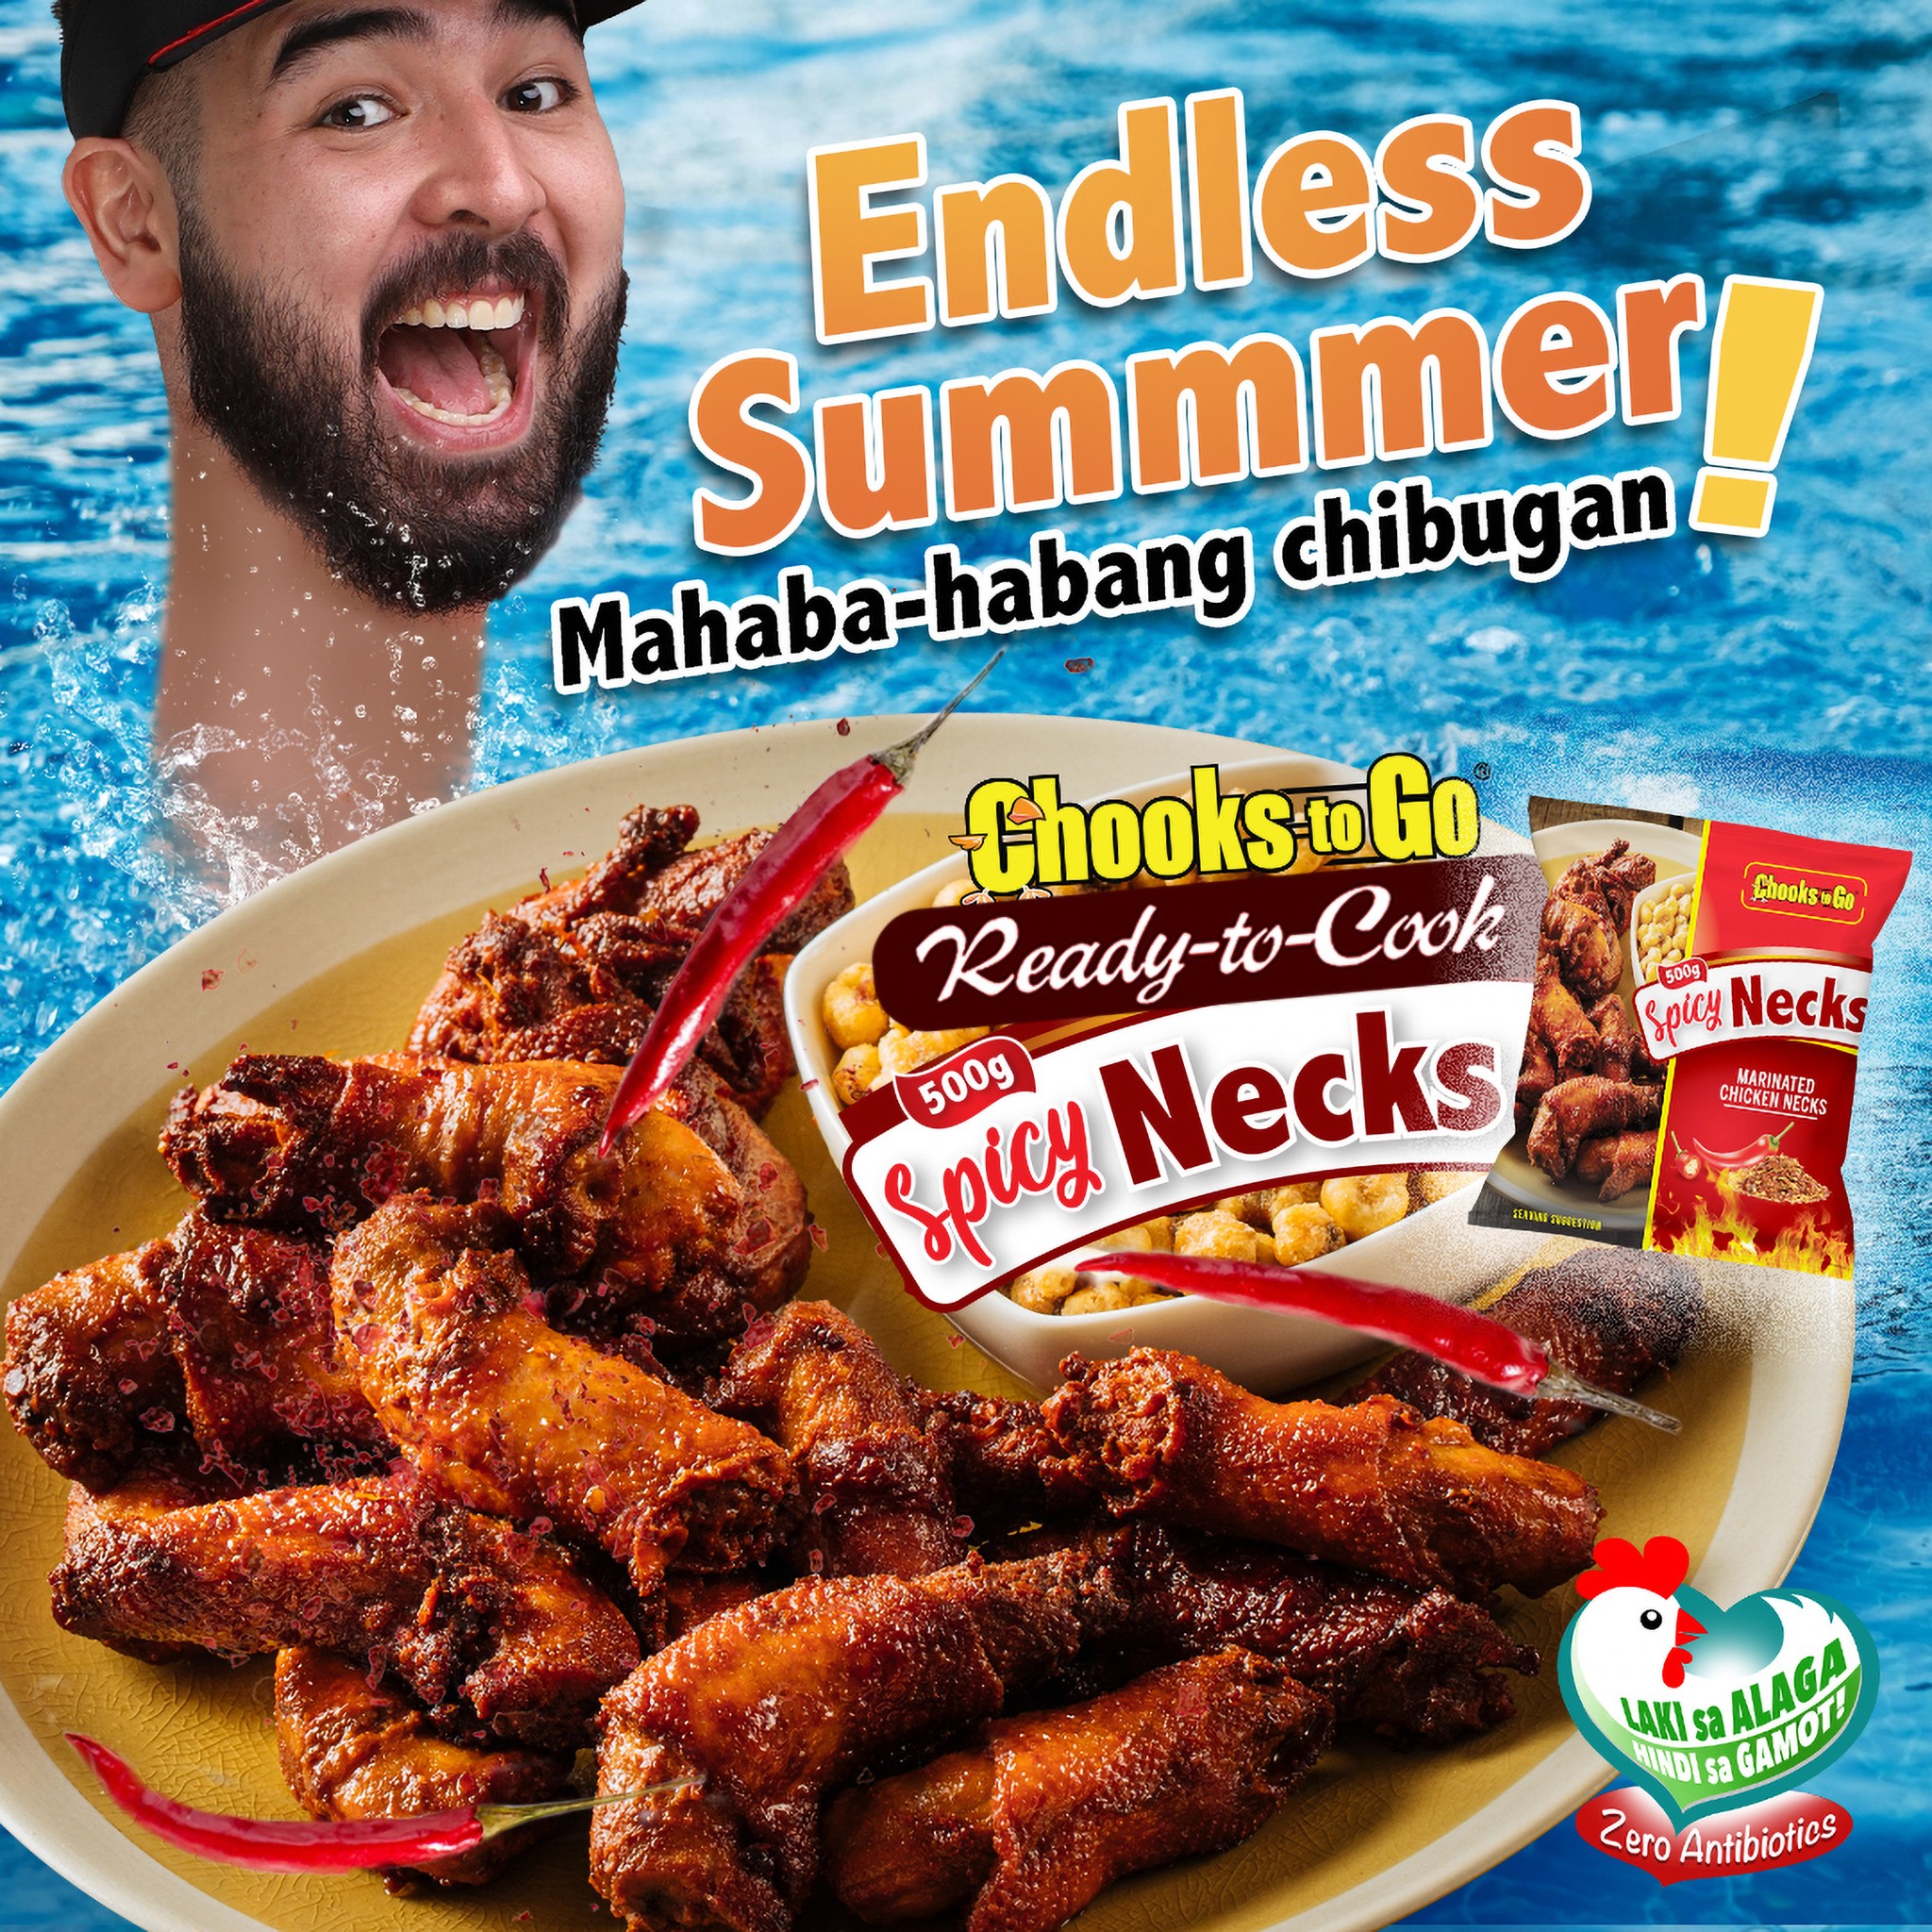 Endless
Summmer!
Mahaba-habang chibugan
Chooks to Go®
Ready-to-Cook
500g
Spicy Necks
Chooks to Go
500g
Spicy Necks
MARINATED
CHICKEN NECKS
SERVING SUGGESTION
LAKI sa ALAGA
HINDI sa GAMOT!
Zero Antibiotics